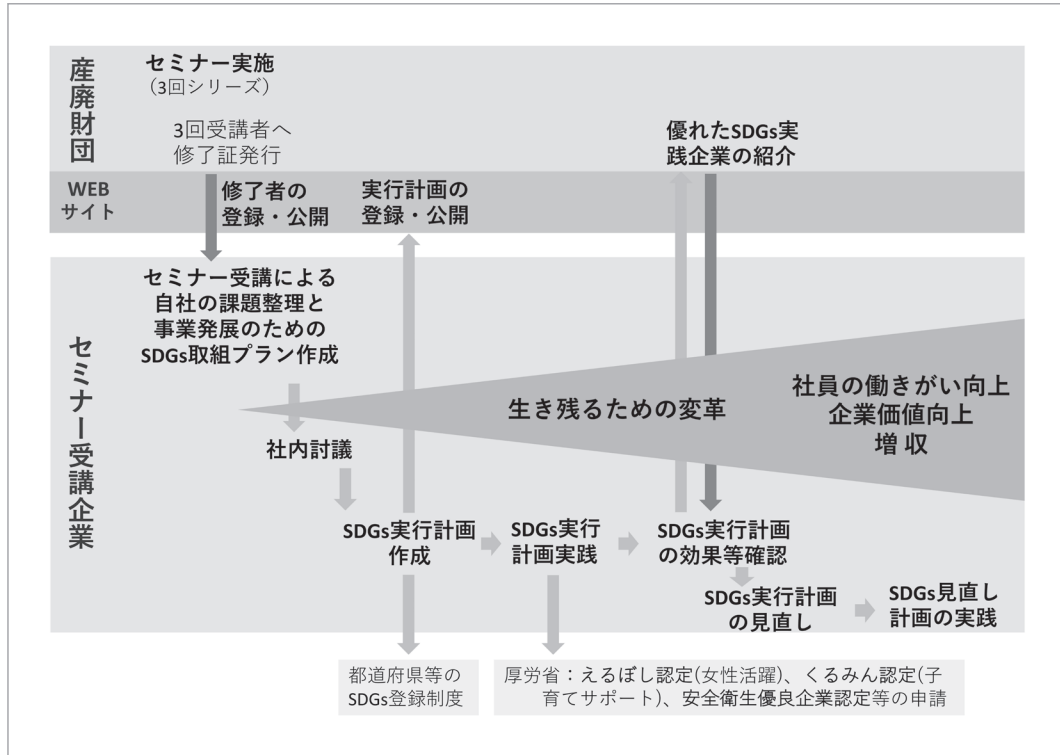 産廃財団
セミナー実施
（3回シリーズ）
3回受講者へ
修了証発行
優れたSDGs実
践企業の紹介
WEB
サイト
修了者の
登録・公開
実行計画の
登録・公開
セミナー受講企業
セミナー受講による
自社の課題整理と
事業発展のための
SDGs取組プラン作成
生き残るための変革
社員の働きがい向上
企業価値向上
増 収
社内討議
SDGs実行計画
作成
SDGs実行
計画実践
SDGs実行計画
の効果等確認
SDGs実行計画
の見直し
SDGs見直し
計画の実践
都道府県等の
SDGs登録制度
厚労省：えるぼし認定(女性活躍)、くるみん認定(子
育てサポート)、安全衛生優良企業認定等の申請